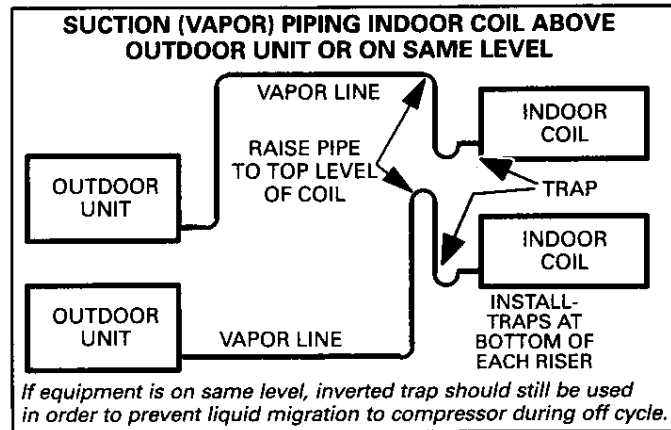 SUCTION (VAPOR) PIPING INDOOR COIL ABOVE
OUTDOOR UNIT OR ON SAME LEVEL
VAPOR LINE
INDOOR
COIL
RAISE PIPE
TO TOP LEVEL
OF COIL
OUTDOOR
UNIT
TRAP
INDOOR
COIL
OUTDOOR
UNIT
VAPOR LINE
INSTALL-
TRAPS AT
BOTTOM OF
EACH RISER
If equipment is on same level, inverted trap should still be used
in order to prevent liquid migration to compressor during off cycle.